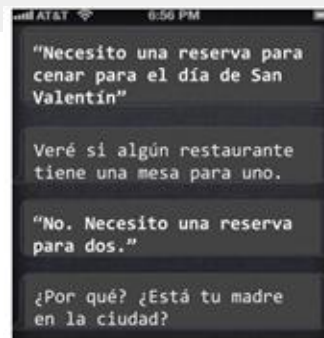 AT&T 6:56 PM
“Necesito una reserva para
cenar para el día de San
Valentín”
Veré si algún restaurante
tiene una mesa para uno.
“No. Necesito una reserva
para dos.”
¿Por qué? ¿Está tu madre
en la ciudad?